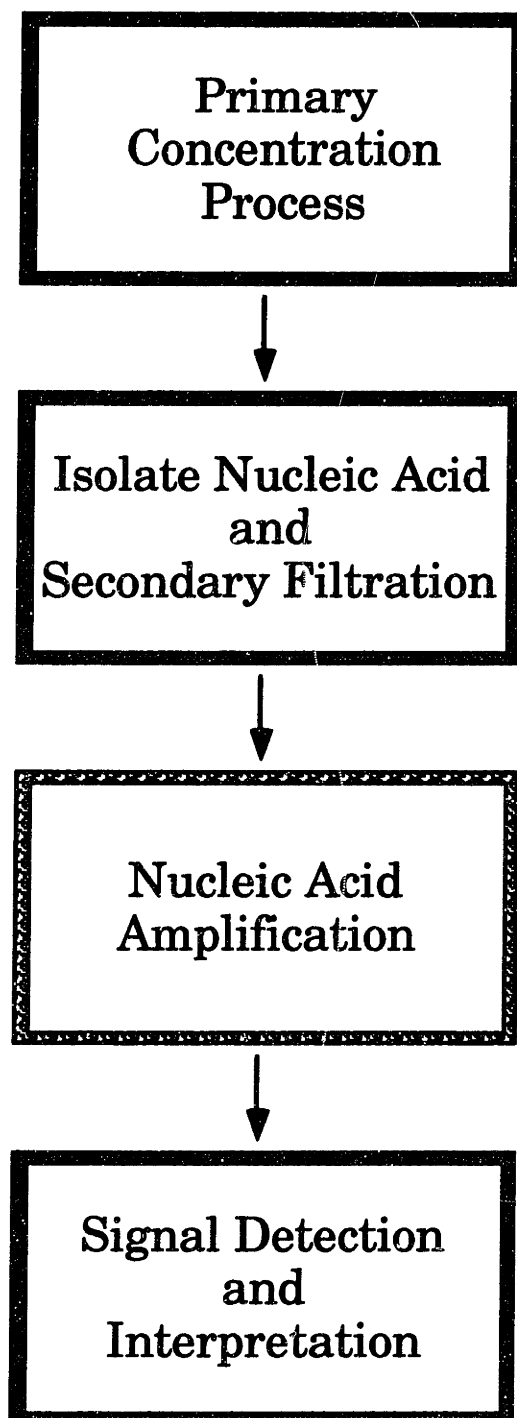 Primary
Concentration
Process
Isolate Nucleic Acid
and
Secondary Filtration
Nucleic Acid
Amplification
Signal Detection
and
Interpretation